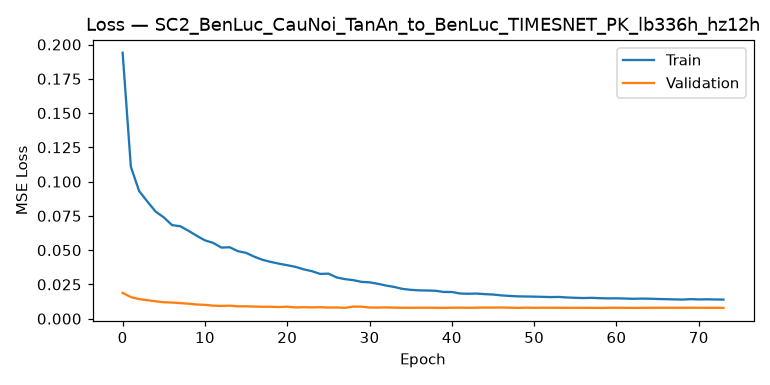 Loss — SC2_BenLuc_CauNoi_TanAn_to_BenLuc_TIMESNET_PK_lb336h_hz12h
Train
Validation
MSE Loss
0.200
0.175
0.150
0.125
0.100
0.075
0.050
0.025
0.000
0 10 20 30 40 50 60 70
Epoch